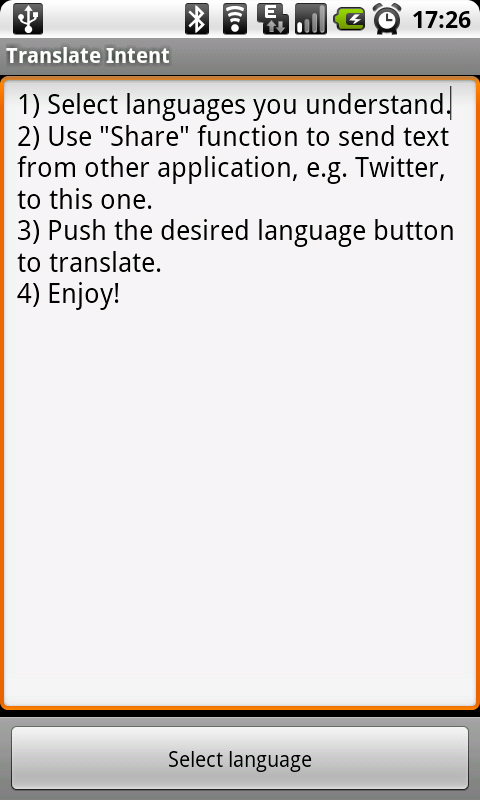 E
17:26
Translate Intent
1) Select languages you understand.
2) Use "Share" function to send text
from other application, e.g. Twitter,
to this one.
3) Push the desired language button
to translate.
4) Enjoy!
Select language